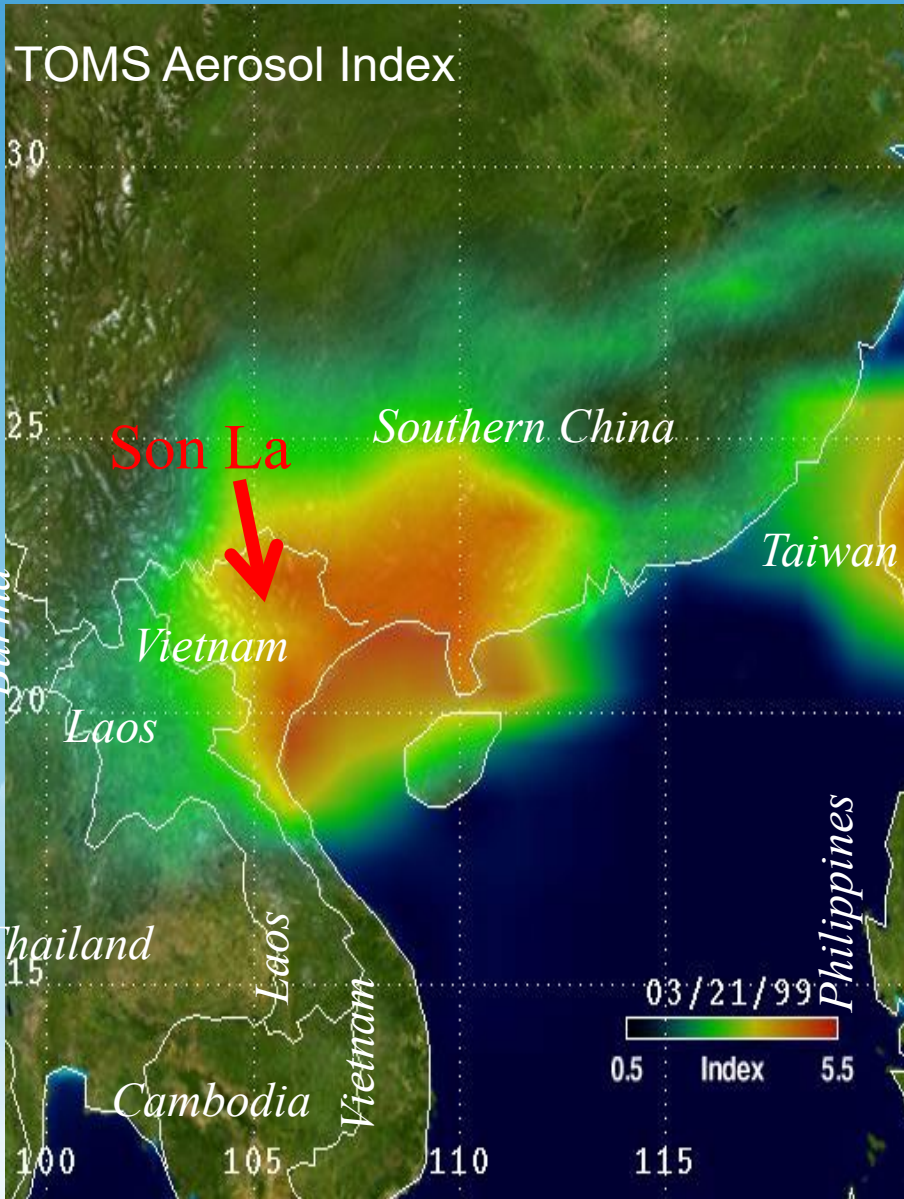 TOMS Aerosol Index
30
25
Southern China
Son La
Taiwan
Burma
Vietnam
20
Laos
Philippines
Thailand
Laos
15
Vietnam
03/21/99
0.5 Index 5.5
Cambodia
100 105 110 115